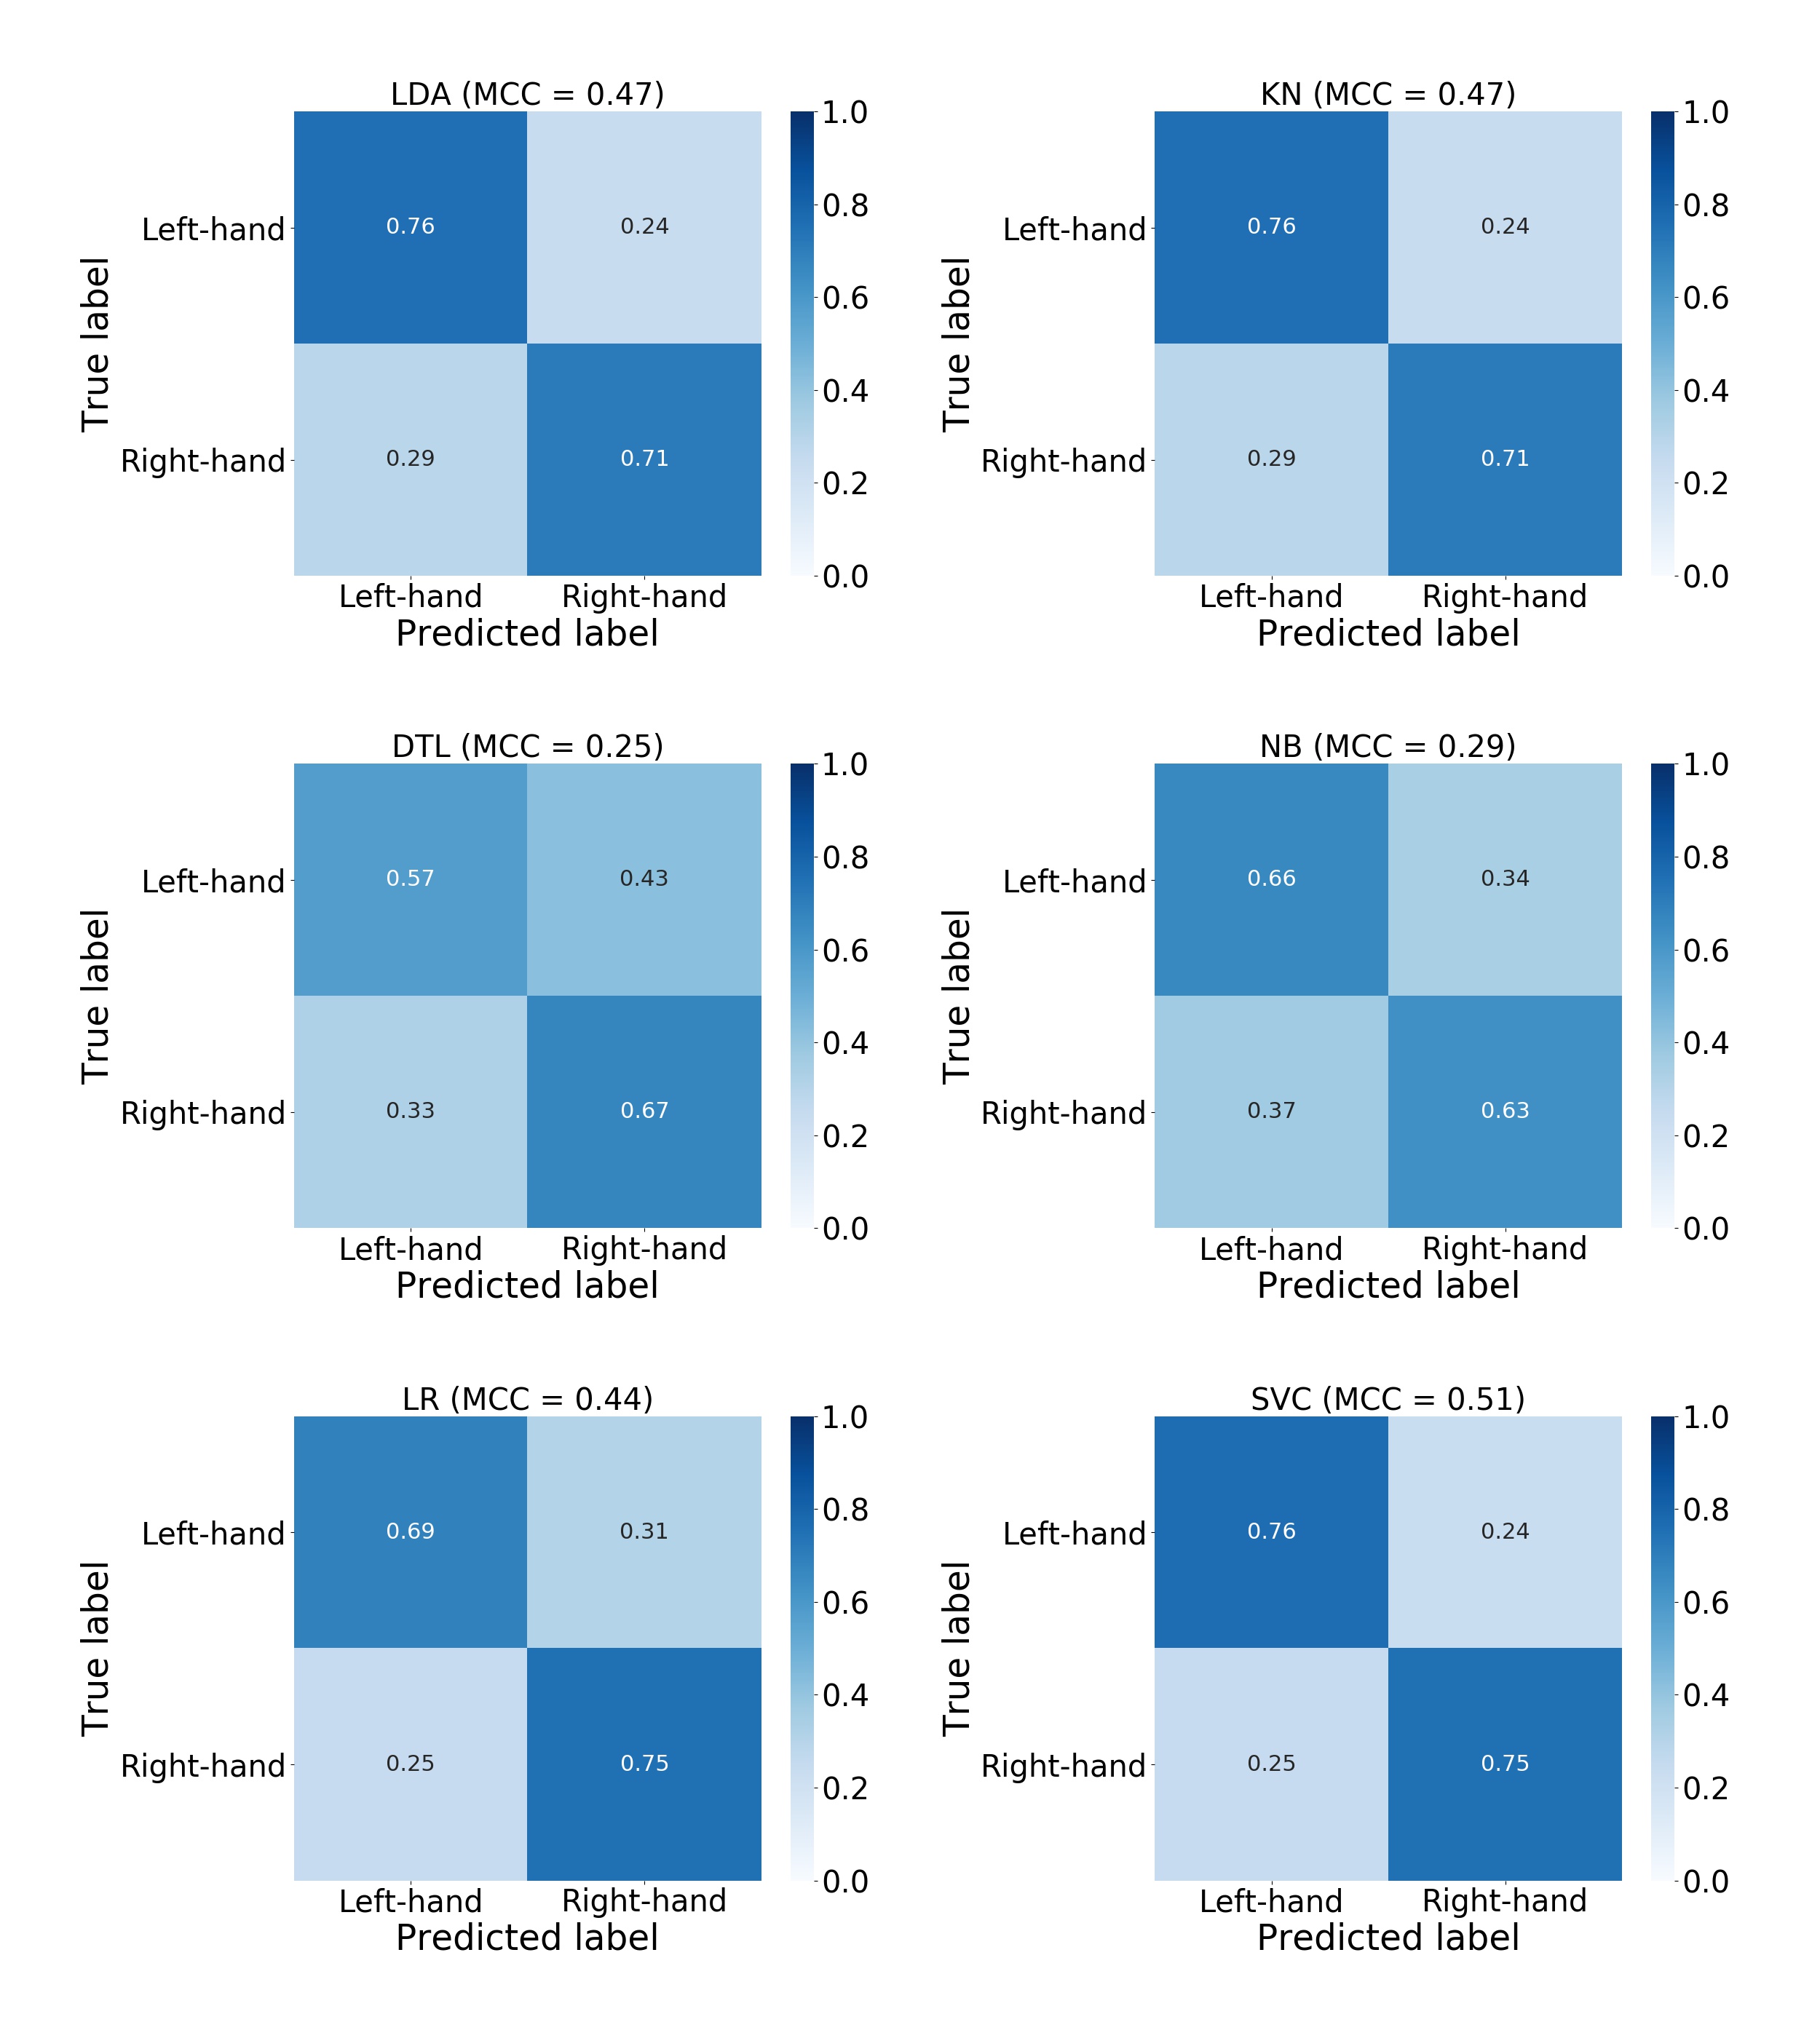 LDA (MCC = 0.47)
True label
Left-hand
Right-hand
0.76
0.24
0.29
0.71
Left-hand
Right-hand
Predicted label
1.0
0.8
0.6
0.4
0.2
0.0
KN (MCC = 0.47)
True label
Left-hand
Right-hand
0.76
0.24
0.29
0.71
Left-hand
Right-hand
Predicted label
1.0
0.8
0.6
0.4
0.2
0.0
DTL (MCC = 0.25)
True label
Left-hand
Right-hand
0.57
0.43
0.33
0.67
Left-hand
Right-hand
Predicted label
1.0
0.8
0.6
0.4
0.2
0.0
NB (MCC = 0.29)
True label
Left-hand
Right-hand
0.66
0.34
0.37
0.63
Left-hand
Right-hand
Predicted label
1.0
0.8
0.6
0.4
0.2
0.0
LR (MCC = 0.44)
True label
Left-hand
Right-hand
0.69
0.31
0.25
0.75
Left-hand
Right-hand
Predicted label
1.0
0.8
0.6
0.4
0.2
0.0
SVC (MCC = 0.51)
True label
Left-hand
Right-hand
0.76
0.24
0.25
0.75
Left-hand
Right-hand
Predicted label
1.0
0.8
0.6
0.4
0.2
0.0